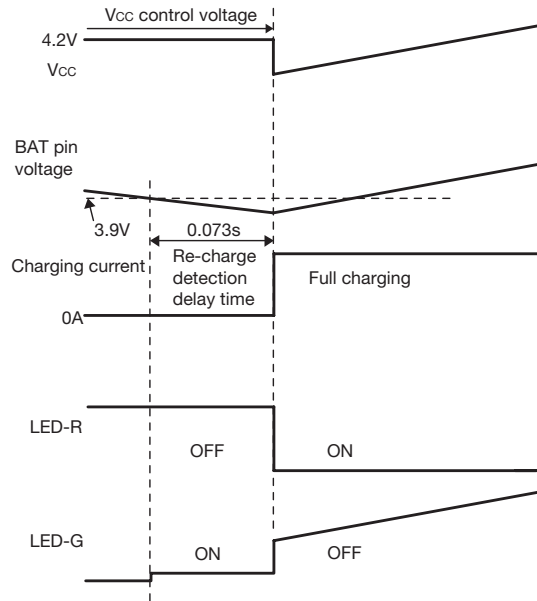 Vcc control voltage
4.2V
Vcc
BAT pin
voltage
3.9V
0.073s
Charging current
Re-charge
detection
delay time
Full charging
0A
LED-R
OFF
ON
LED-G
ON
OFF